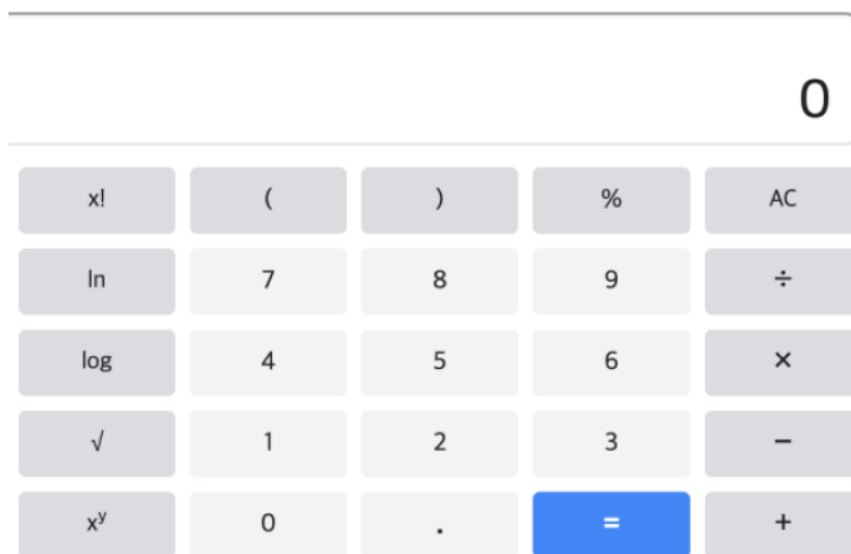 0
x! ( ) % AC
ln 7 8 9 ÷
log 4 5 6 ×
√ 1 2 3 −
xʸ 0 . = +